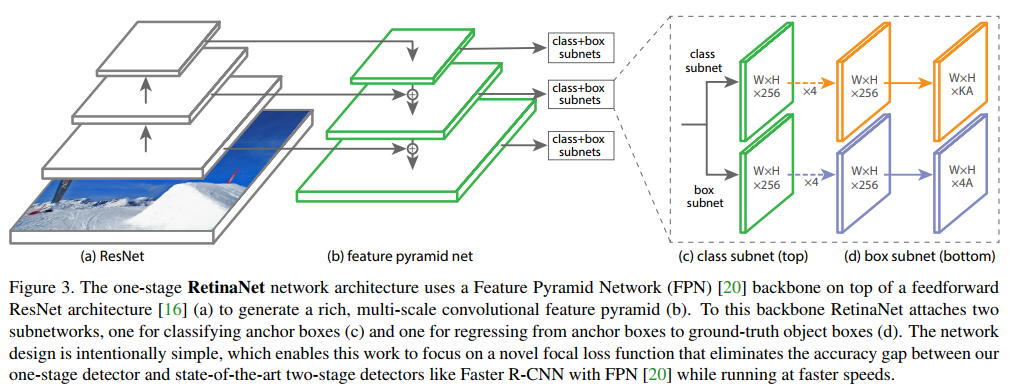 class+box
subnets
class+box
subnets
class+box
subnets
class
subnet
W×H
×256
×4
W×H
×256
W×H
×KA
box
subnet
W×H
×256
×4
W×H
×256
W×H
×4A
(a) ResNet
(b) feature pyramid net
(c) class subnet (top)
(d) box subnet (bottom)
Figure 3. The one-stage RetinaNet network architecture uses a Feature Pyramid Network (FPN) [20] backbone on top of a feedforward
ResNet architecture [16] (a) to generate a rich, multi-scale convolutional feature pyramid (b). To this backbone RetinaNet attaches two
subnetworks, one for classifying anchor boxes (c) and one for regressing from anchor boxes to ground-truth object boxes (d). The network
design is intentionally simple, which enables this work to focus on a novel focal loss function that eliminates the accuracy gap between our
one-stage detector and state-of-the-art two-stage detectors like Faster R-CNN with FPN [20] while running at faster speeds.